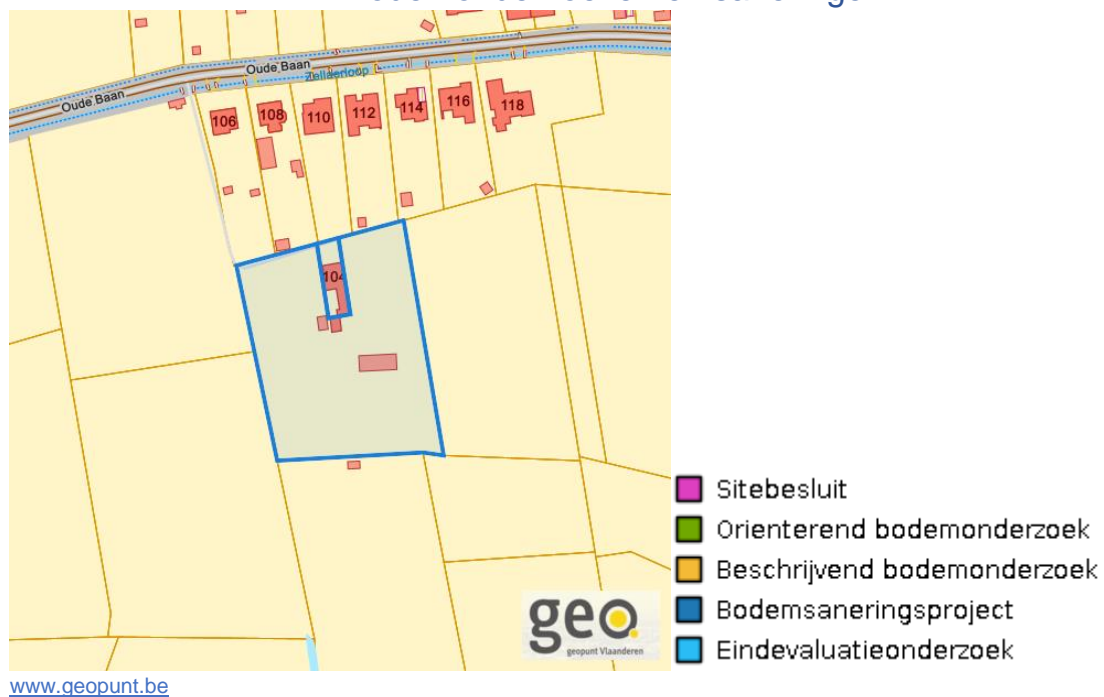 Oude Baan
Zelderloop
Oude Baan
106
108
110
112
114
116
118
104
Sitebesluit
Orienterend bodemonderzoek
Beschrijvend bodemonderzoek
Bodemsaneringsproject
Eindevaluatieonderzoek
geo.
geopunt Vlaanderen
www.geopunt.be